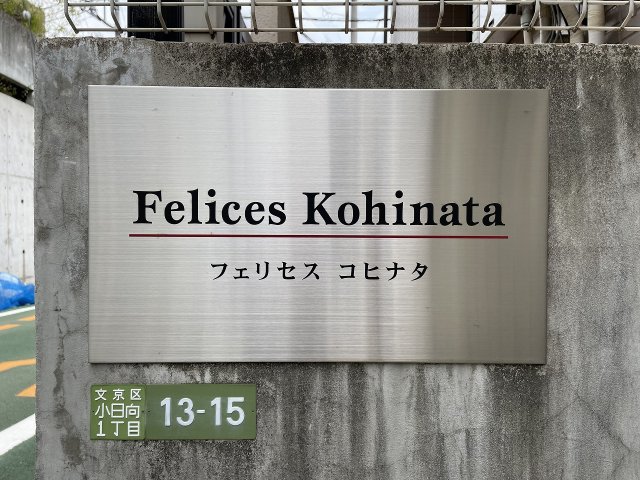 Felices Kohinata
フェリセス コヒナタ
文京区
小日向
1丁目
13-15